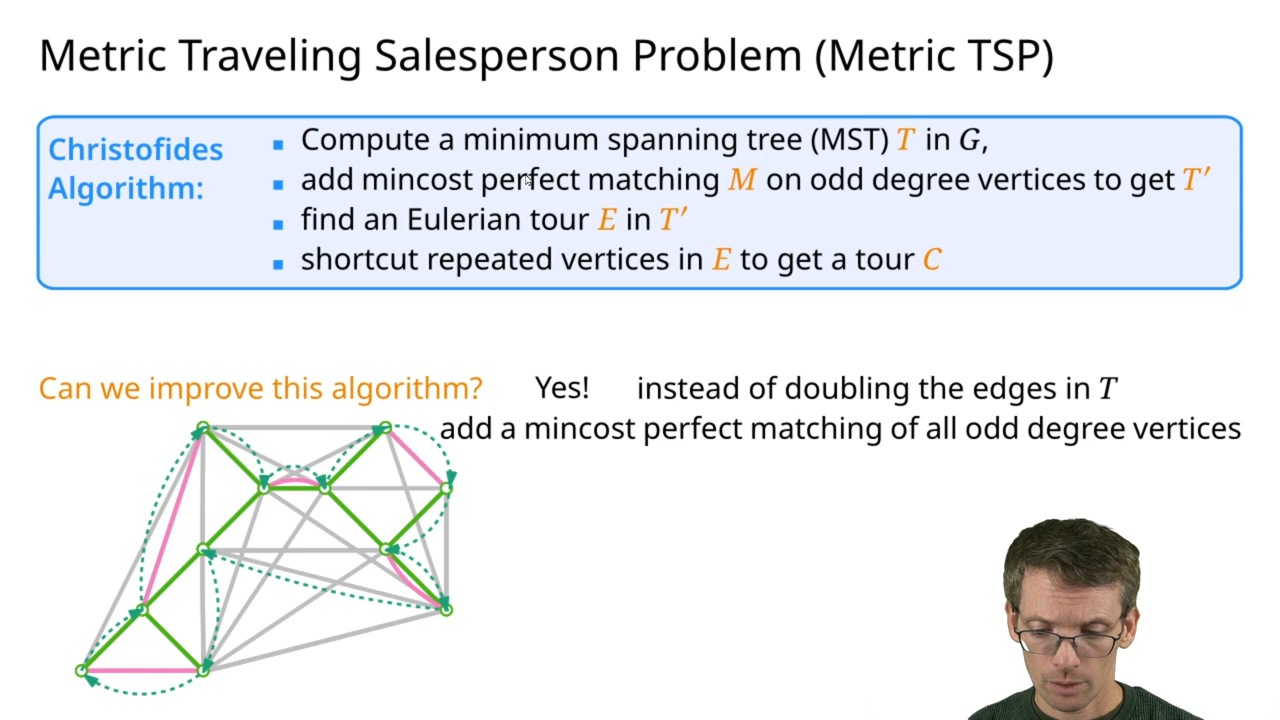 Metric Traveling Salesperson Problem (Metric TSP)
Christofides Algorithm:
▪ Compute a minimum spanning tree (MST) T in G,
▪ add mincost perfect matching M on odd degree vertices to get T′
▪ find an Eulerian tour E in T′
▪ shortcut repeated vertices in E to get a tour C
Can we improve this algorithm? Yes! instead of doubling the edges in T
add a mincost perfect matching of all odd degree vertices